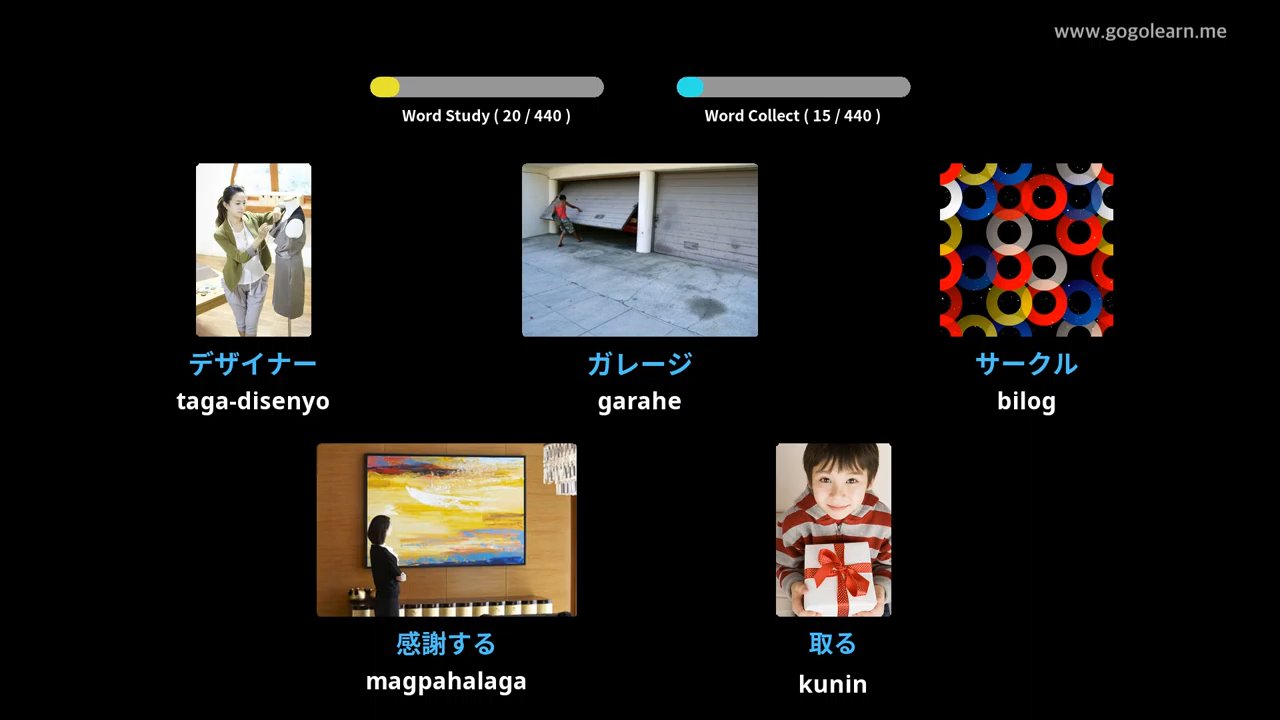 www.gogolearn.me
Word Study ( 20 / 440 )
Word Collect ( 15 / 440 )
デザイナー
taga-disenyo
ガレージ
garahe
サークル
bilog
感謝する
magpahalaga
取る
kunin